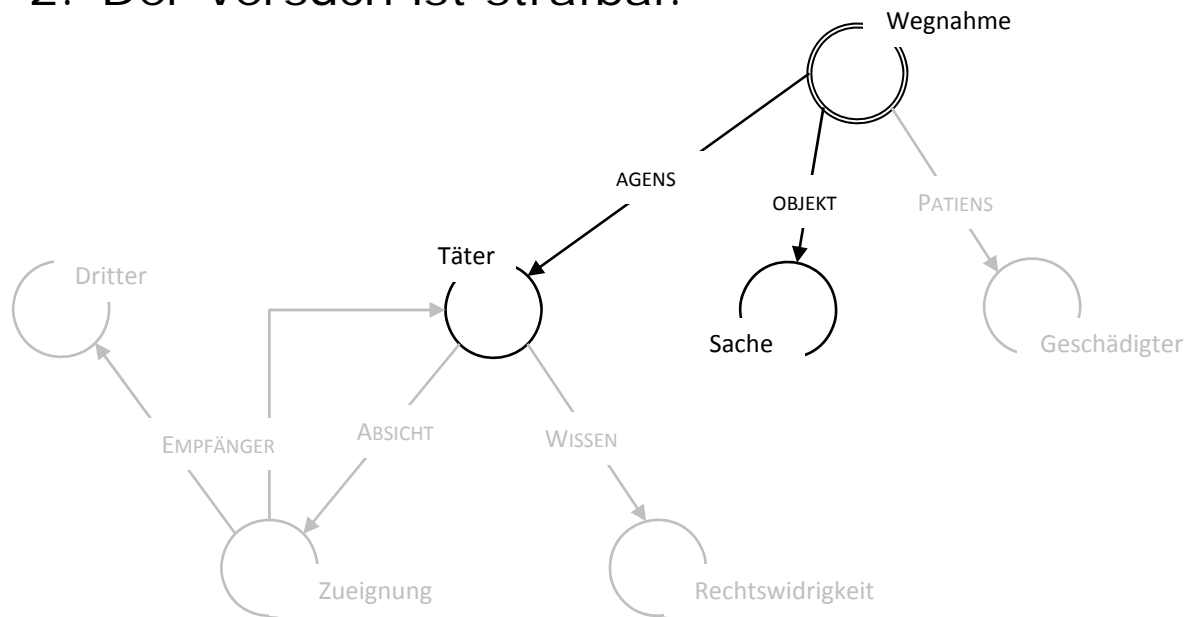 2. Der Versuch ist strafbar.
Wegnahme
AGENS
OBJEKT
PATIENS
Täter
Dritter
Sache
Geschädigter
EMPFÄNGER
ABSICHT
WISSEN
Zueignung
Rechtswidrigkeit